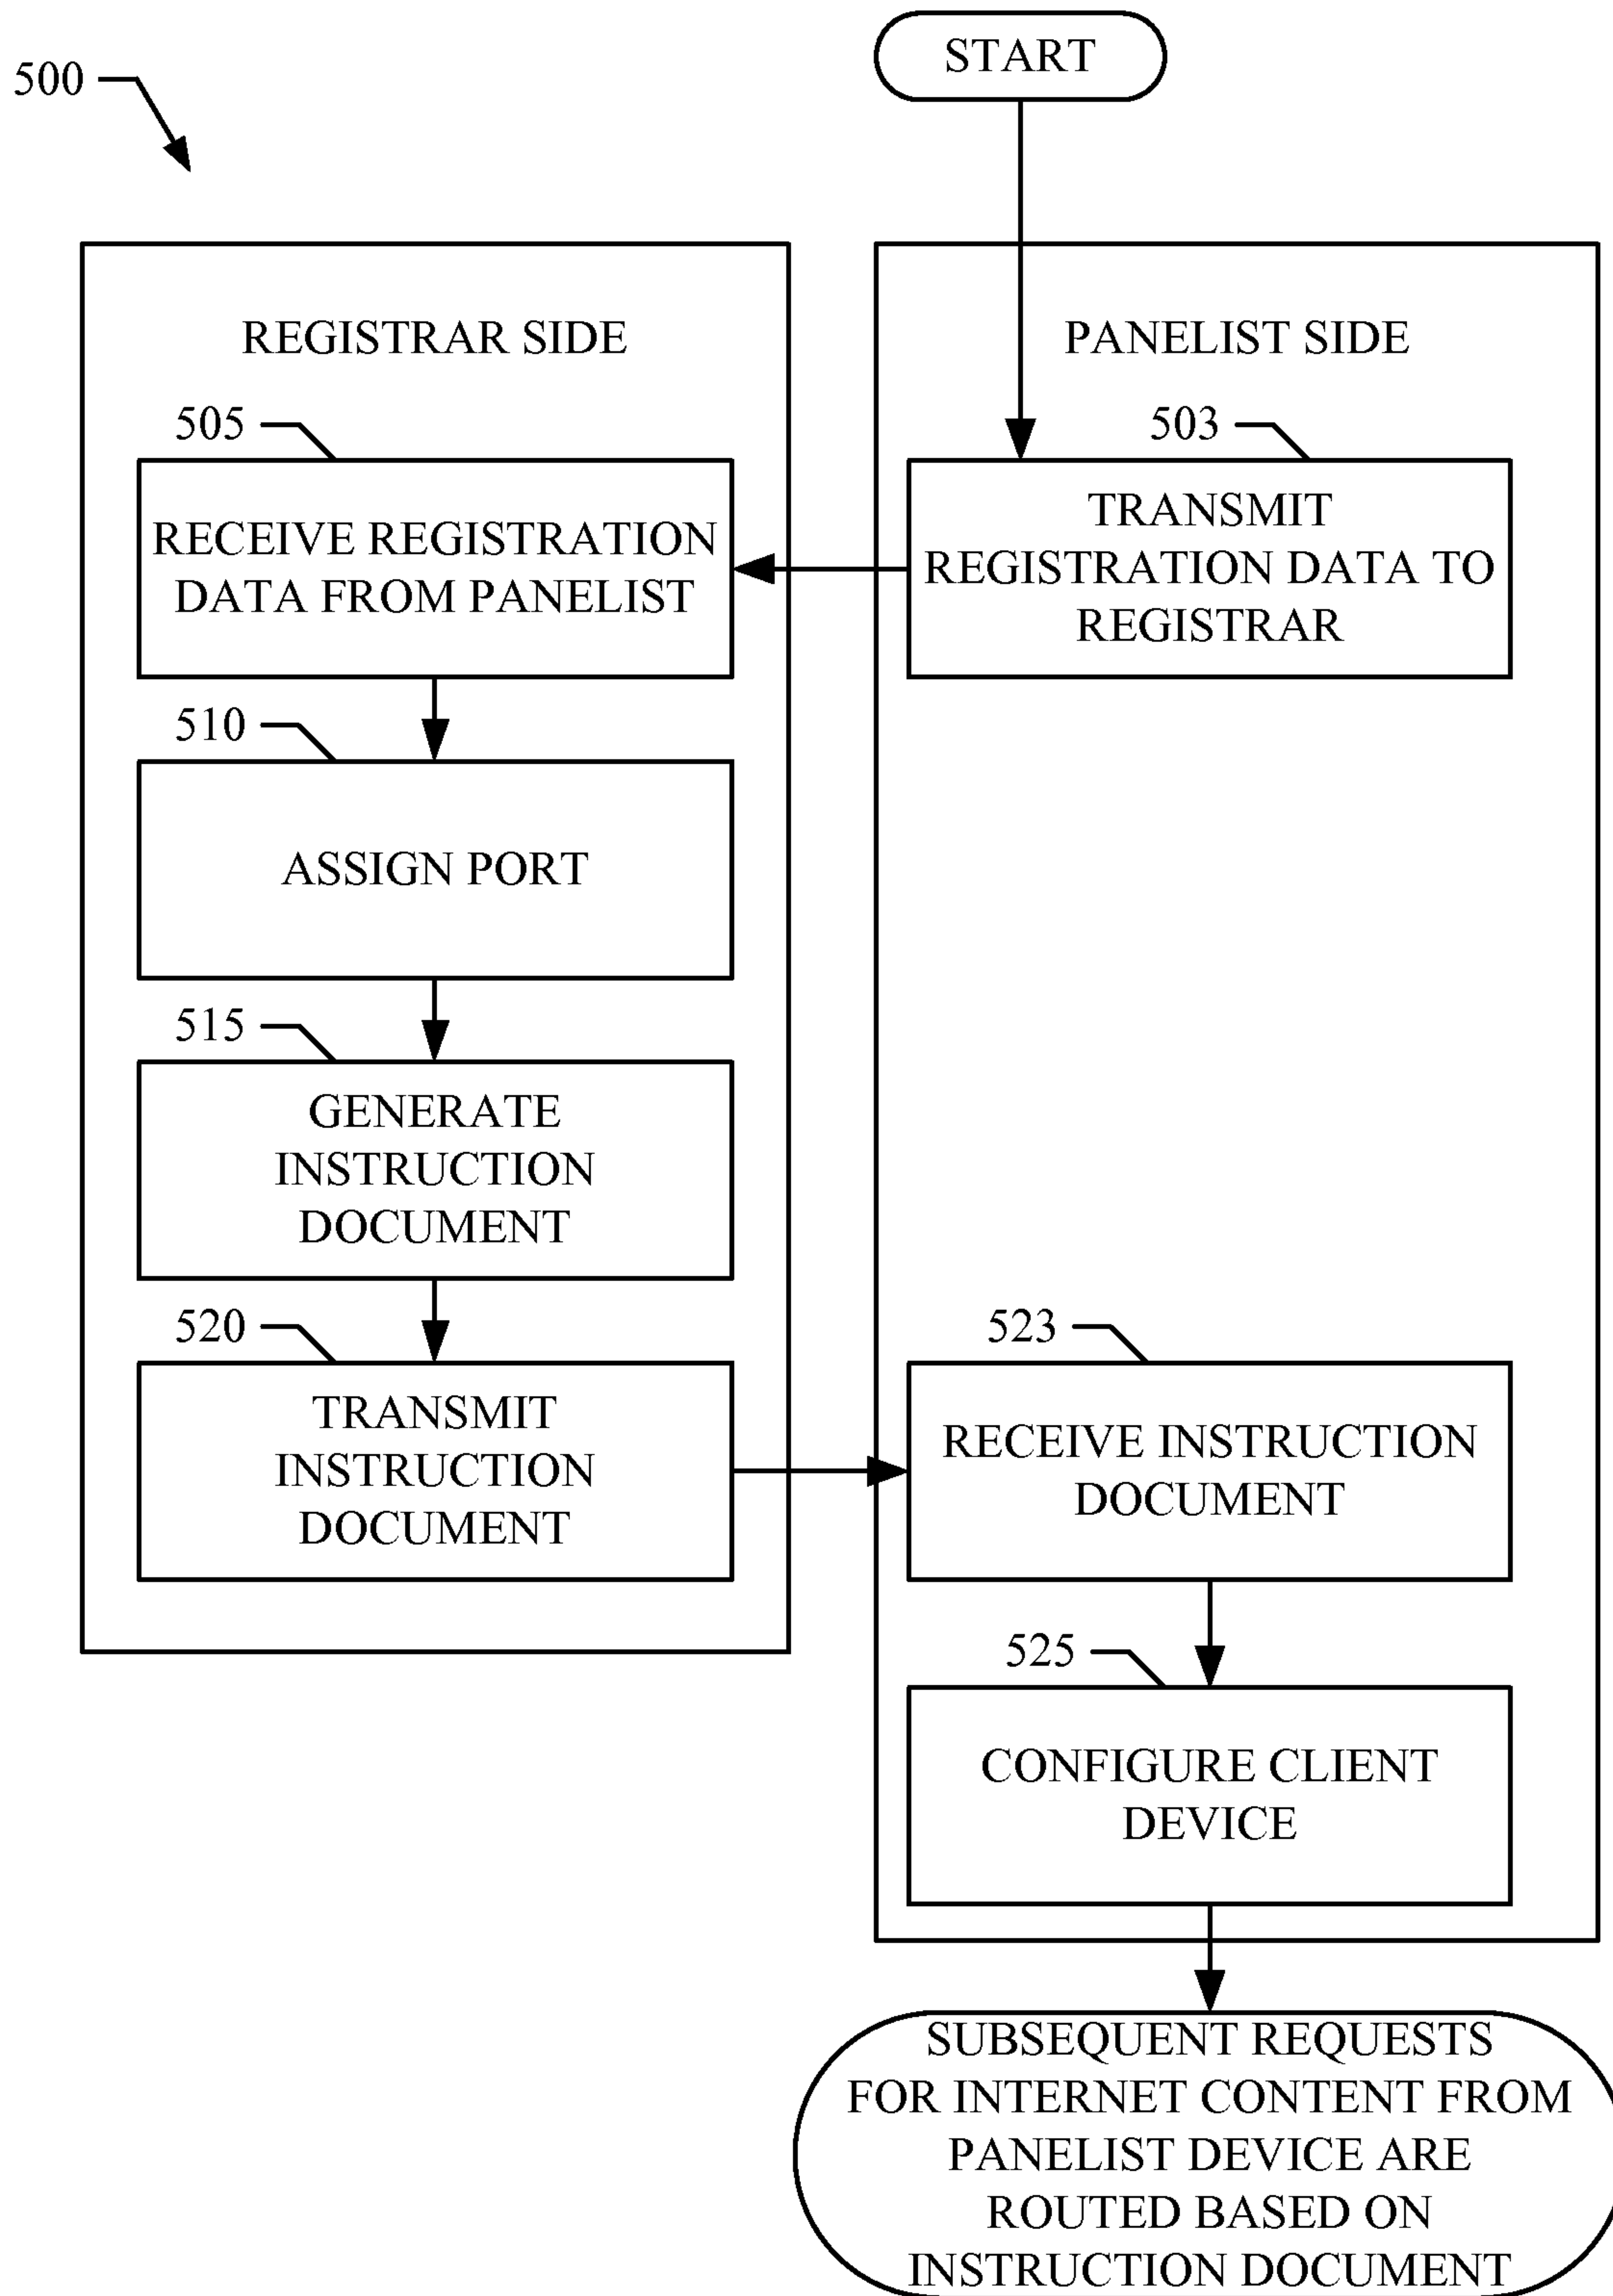 500
START
REGISTRAR SIDE
PANELIST SIDE
505
RECEIVE REGISTRATION
DATA FROM PANELIST
503
TRANSMIT
REGISTRATION DATA TO
REGISTRAR
510
ASSIGN PORT
515
GENERATE
INSTRUCTION
DOCUMENT
520
TRANSMIT
INSTRUCTION
DOCUMENT
523
RECEIVE INSTRUCTION
DOCUMENT
525
CONFIGURE CLIENT
DEVICE
SUBSEQUENT REQUESTS
FOR INTERNET CONTENT FROM
PANELIST DEVICE ARE
ROUTED BASED ON
INSTRUCTION DOCUMENT